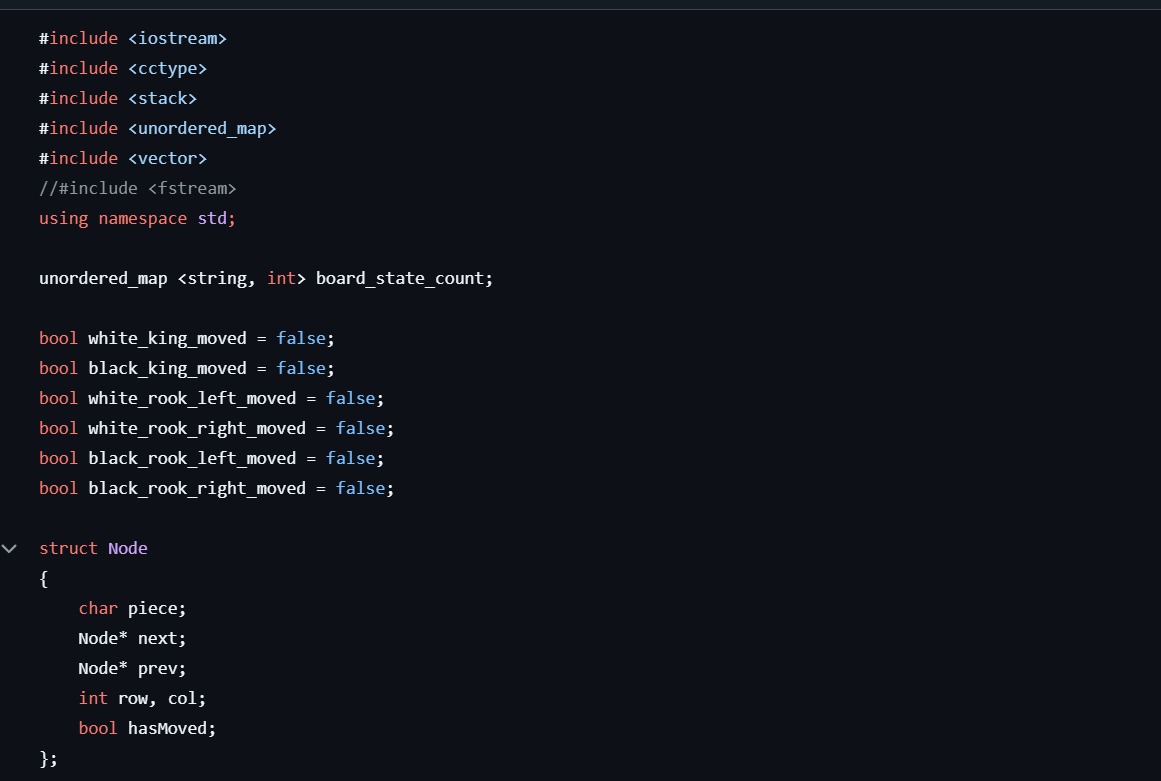 #include <iostream>
#include <cctype>
#include <stack>
#include <unordered_map>
#include <vector>
//#include <fstream>
using namespace std;
unordered_map <string, int> board_state_count;
bool white_king_moved = false;
bool black_king_moved = false;
bool white_rook_left_moved = false;
bool white_rook_right_moved = false;
bool black_rook_left_moved = false;
bool black_rook_right_moved = false;
struct Node
{
    char piece;
    Node* next;
    Node* prev;
    int row, col;
    bool hasMoved;
};